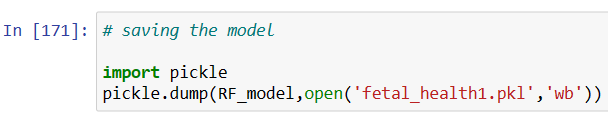 In [171]: # saving the model
import pickle
pickle.dump(RF_model,open('fetal_health1.pkl','wb'))